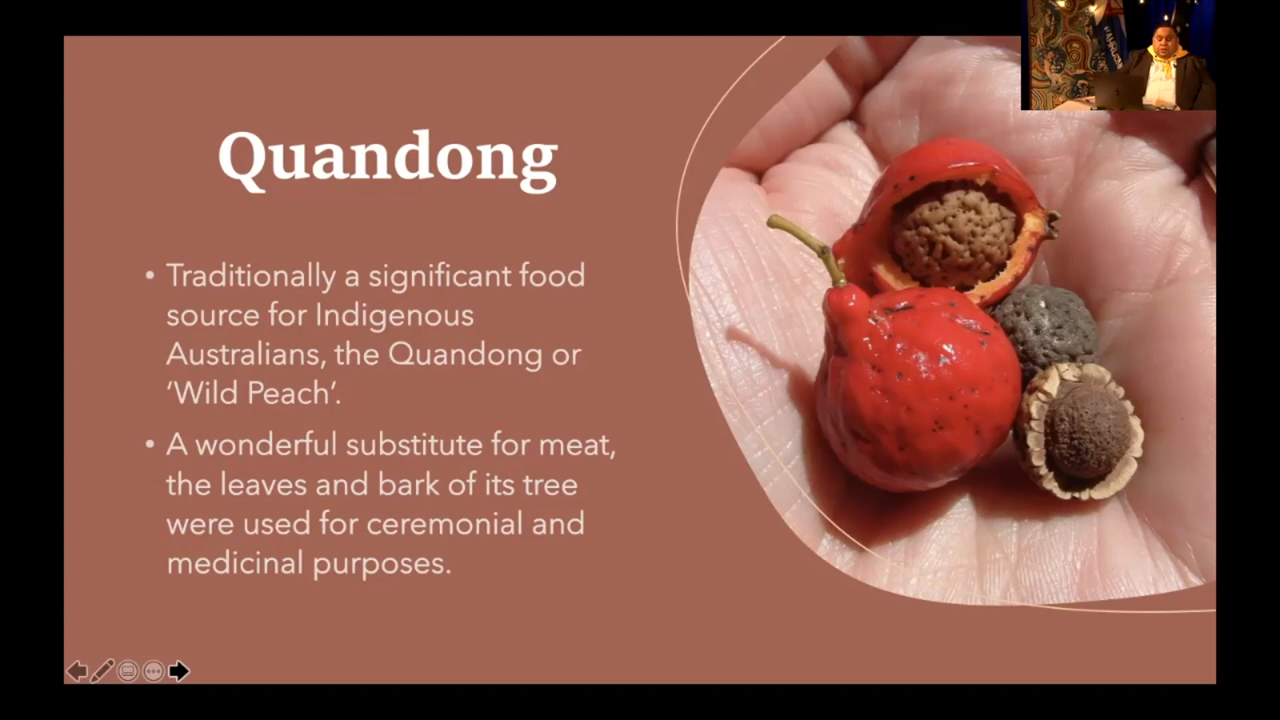 Quandong
• Traditionally a significant food
source for Indigenous
Australians, the Quandong or
‘Wild Peach’.
• A wonderful substitute for meat,
the leaves and bark of its tree
were used for ceremonial and
medicinal purposes.